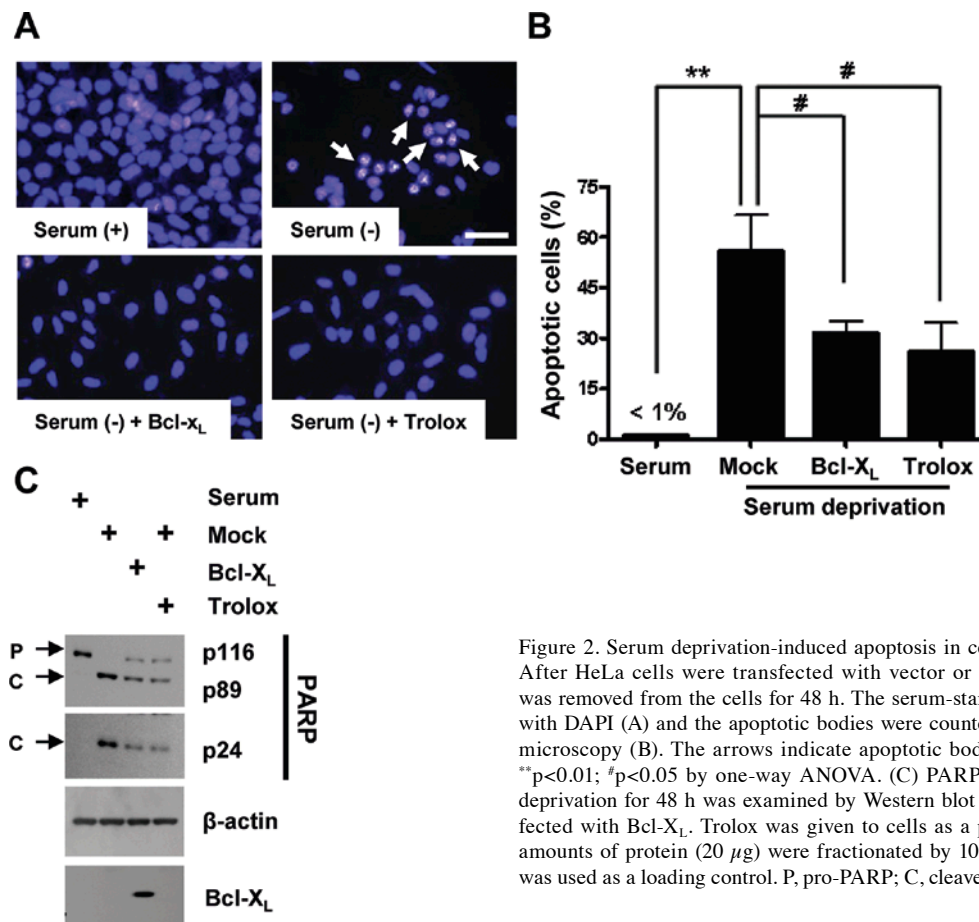 A
Serum (+)
Serum (-)
Serum (-) + Bcl-xL
Serum (-) + Trolox
B
**
#
#
Apoptotic cells (%)
75
60
45
30
15
0
< 1%
Serum Mock Bcl-XL Trolox
Serum deprivation
C
+ Serum
+ + Mock
+ Bcl-XL
+ Trolox
P p116
C p89
C p24
PARP
β-actin
Bcl-XL
Figure 2. Serum deprivation-induced apoptosis in
After HeLa cells were transfected with vector or
was removed from the cells for 48 h. The
with DAPI (A) and the apoptotic bodies were
microscopy (B). The arrows indicate apoptotic
**p<0.01; #p<0.05 by one-way ANOVA. (C) PARP
deprivation for 48 h was examined by Western blot
fected with Bcl-XL. Trolox was given to cells as a
amounts of protein (20 µg) were fractionated by 10
was used as a loading control. P, pro-PARP; C,